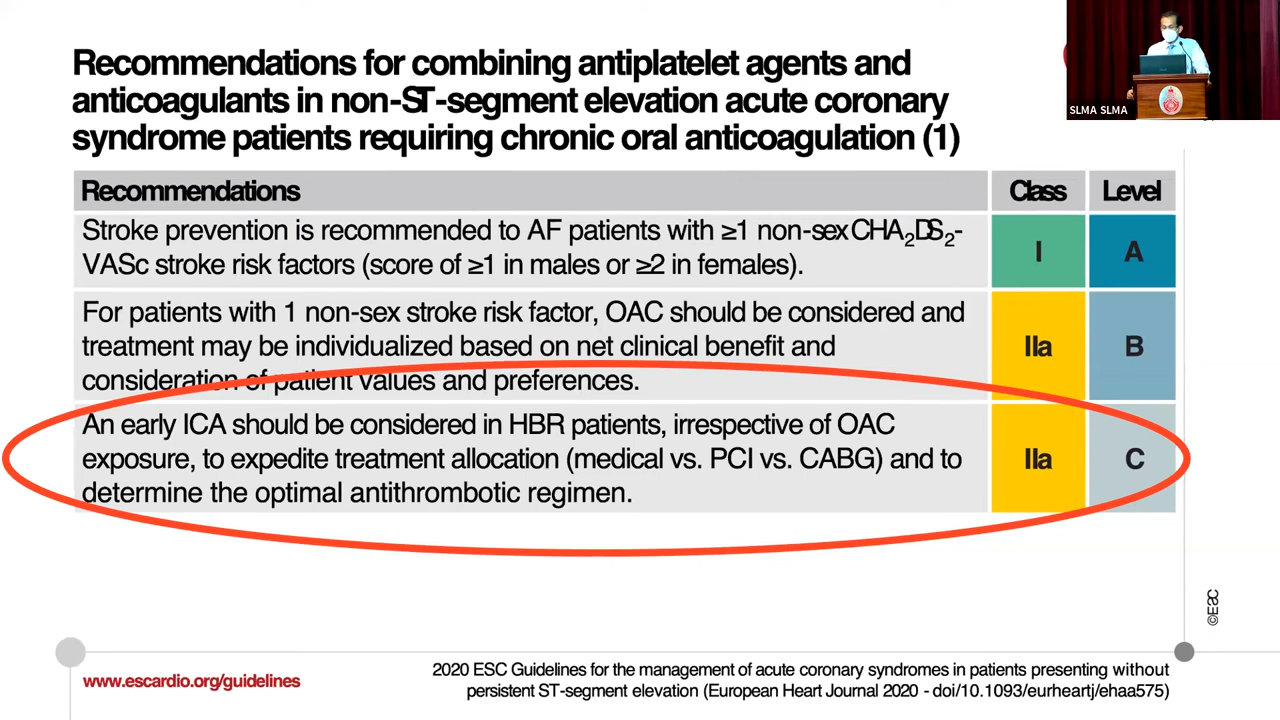 Recommendations for combining antiplatelet agents and
anticoagulants in non-ST-segment elevation acute coronary
syndrome patients requiring chronic oral anticoagulation (1)
SLMA SLMA
Recommendations Class Level
Stroke prevention is recommended to AF patients with ≥1 non-sex CHA₂DS₂-
VASc stroke risk factors (score of ≥1 in males or ≥2 in females).
I A
For patients with 1 non-sex stroke risk factor, OAC should be considered and
treatment may be individualized based on net clinical benefit and
consideration of patient values and preferences.
IIa B
An early ICA should be considered in HBR patients, irrespective of OAC
exposure, to expedite treatment allocation (medical vs. PCI vs. CABG) and to
determine the optimal antithrombotic regimen.
IIa C
©ESC
www.escardio.org/guidelines
2020 ESC Guidelines for the management of acute coronary syndromes in patients presenting without
persistent ST-segment elevation (European Heart Journal 2020 - doi/10.1093/eurheartj/ehaa575)